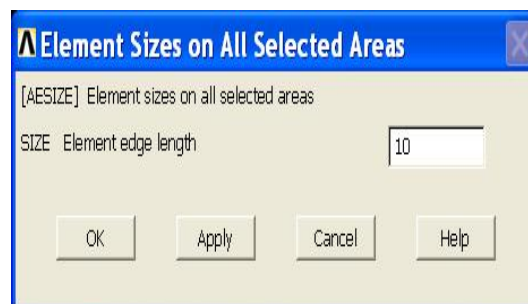 Element Sizes on All Selected Areas
[AESIZE] Element sizes on all selected areas
SIZE Element edge length 10
OK Apply Cancel Help